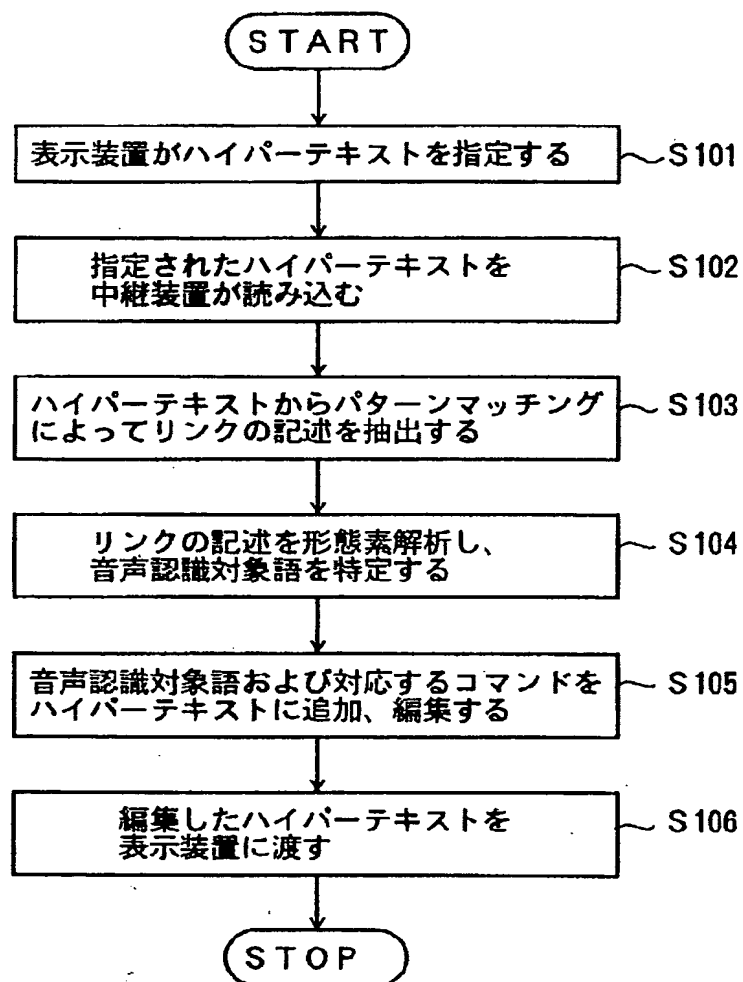 START
表示装置がハイパーテキストを指定する
S101
指定されたハイパーテキストを
中継装置が読み込む
S102
ハイパーテキストからパターンマッチング
によってリンクの記述を抽出する
S103
リンクの記述を形態素解析し、
音声認識対象語を特定する
S104
音声認識対象語および対応するコマンドを
ハイパーテキストに追加、編集する
S105
編集したハイパーテキストを
表示装置に渡す
S106
STOP